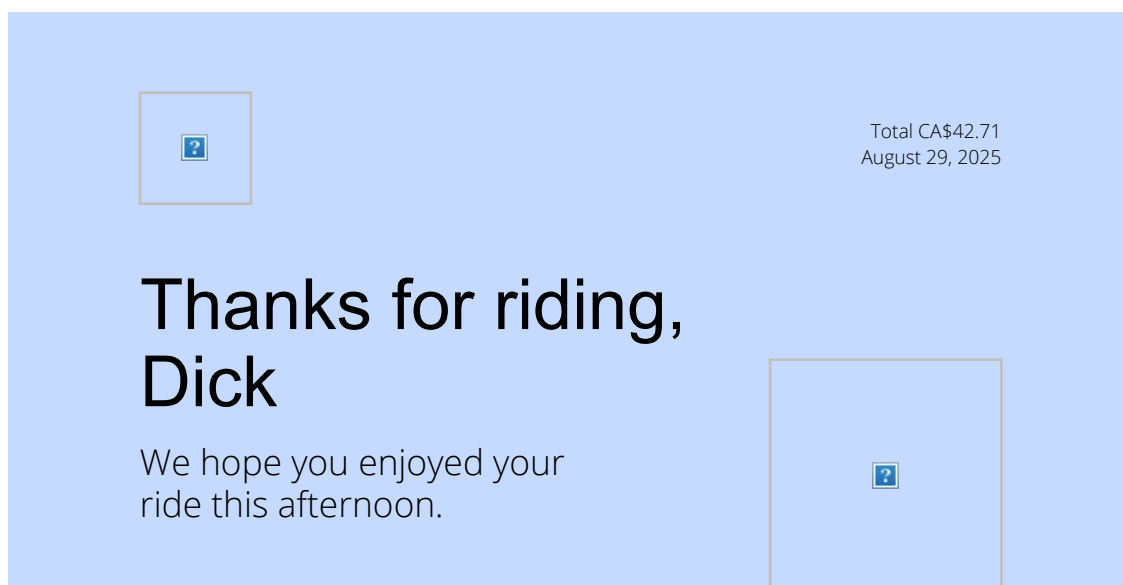 Total CA$42.71
August 29, 2025
Thanks for riding,
Dick
We hope you enjoyed your
ride this afternoon.